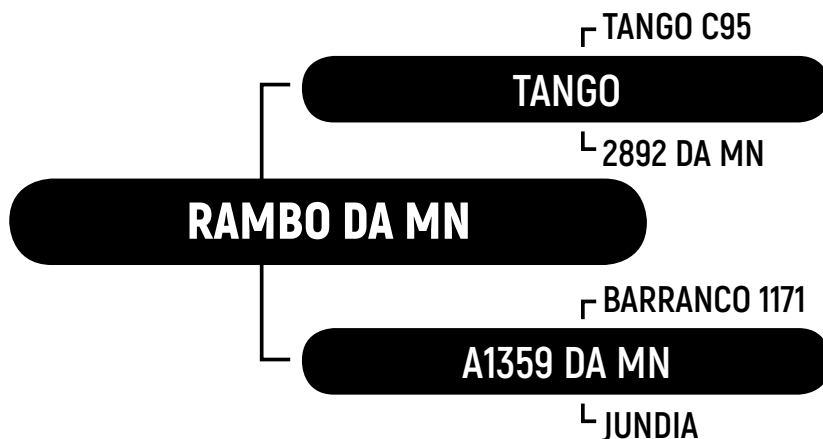 TANGO C95
TANGO
2892 DA MN
RAMBO DA MN
BARRANCO 1171
A1359 DA MN
JUNDIA